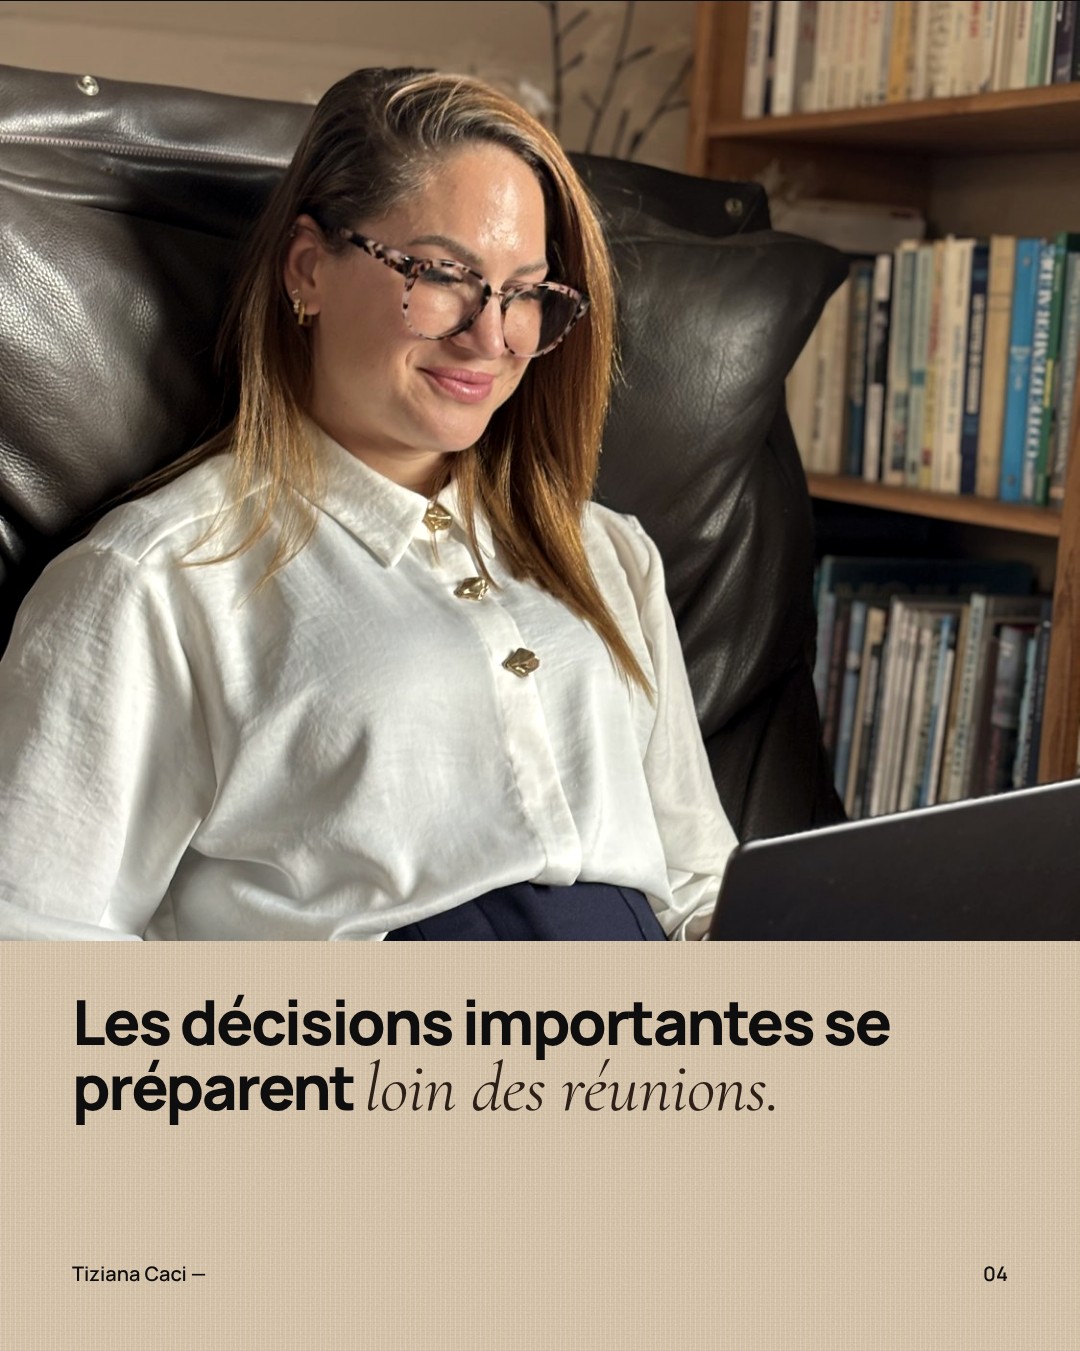 Les décisions importantes se
préparent loin des réunions.
Tiziana Caci —
04